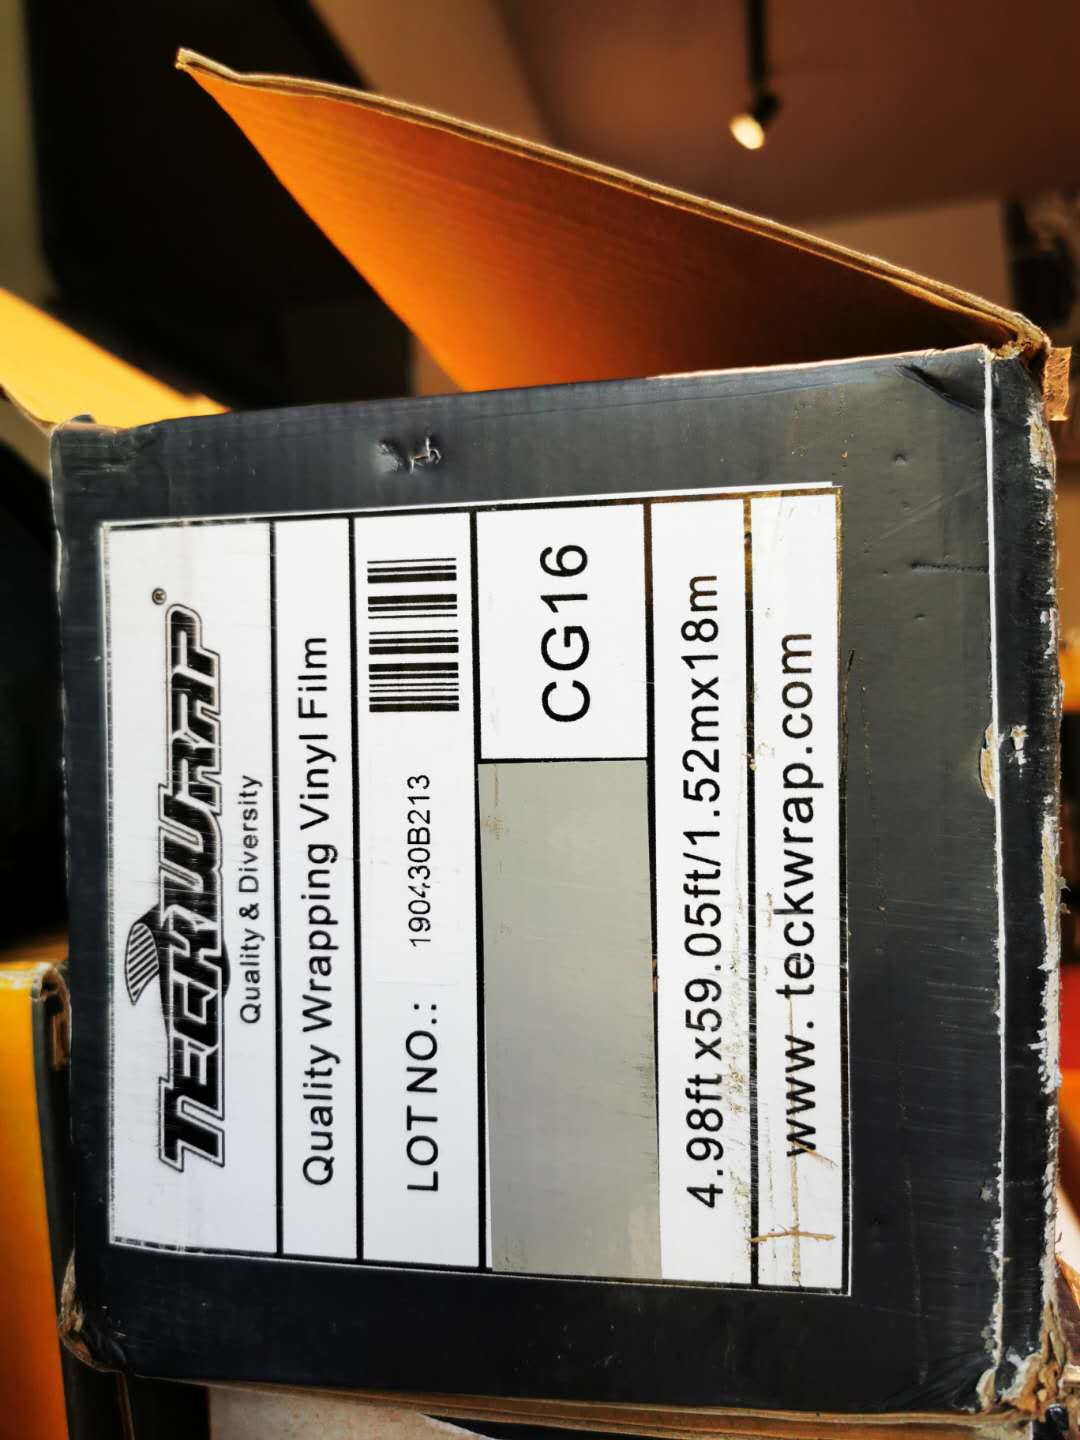 TECKWRAP®
Quality & Diversity
Quality Wrapping Vinyl Film
LOT NO.: 190430B213
CG16
4.98ft x59.05ft/1.52mx18m
www. teckwrap.com